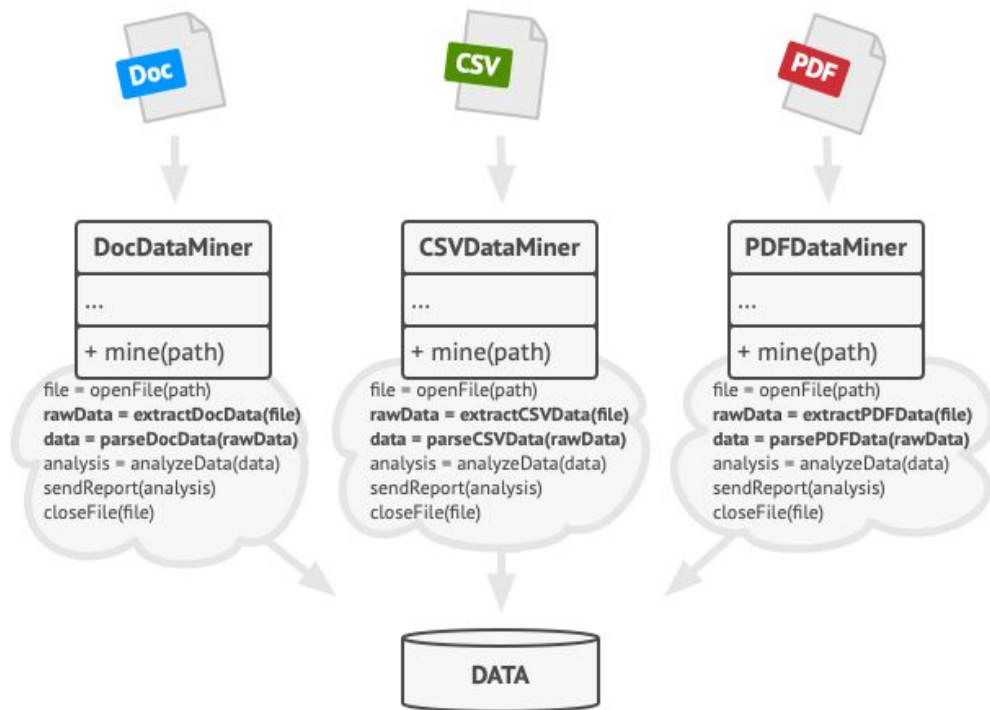 Doc
CSV
PDF
DocDataMiner
...
+ mine(path)
file = openFile(path)
rawData = extractDocData(file)
data = parseDocData(rawData)
analysis = analyzeData(data)
sendReport(analysis)
closeFile(file)
CSVDataMiner
...
+ mine(path)
file = openFile(path)
rawData = extractCSVData(file)
data = parseCSVData(rawData)
analysis = analyzeData(data)
sendReport(analysis)
closeFile(file)
PDFDataMiner
...
+ mine(path)
file = openFile(path)
rawData = extractPDFData(file)
data = parsePDFData(rawData)
analysis = analyzeData(data)
sendReport(analysis)
closeFile(file)
DATA